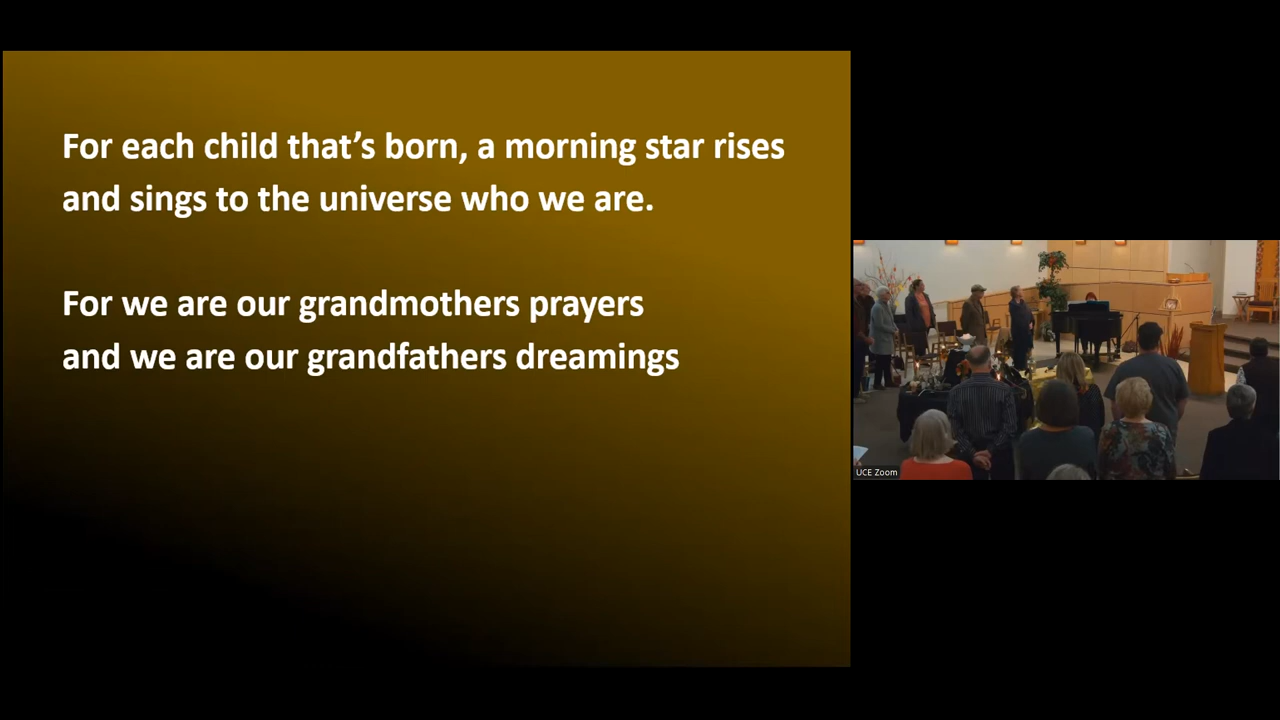 For each child that’s born, a morning star rises
and sings to the universe who we are.
For we are our grandmothers prayers
and we are our grandfathers dreamings
UCE Zoom